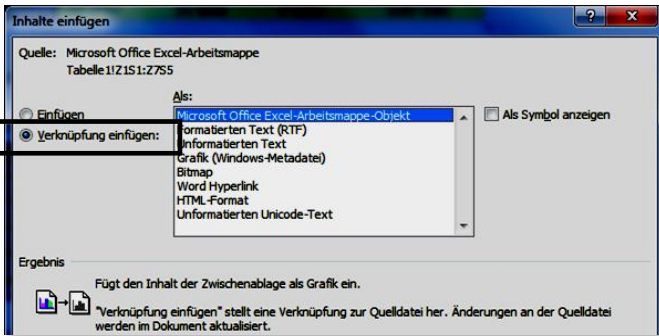 Inhalte einfügen
Quelle: Microsoft Office Excel-Arbeitsmappe
Tabelle1!Z1S1:Z7S5
Als:
Einfügen
Verknüpfung einfügen:
Microsoft Office Excel-Arbeitsmappe-Objekt
Formatierten Text (RTF)
Unformatierten Text
Grafik (Windows-Metadatei)
Bitmap
Word Hyperlink
HTML-Format
Unformatierten Unicode-Text
Als Symbol anzeigen
Ergebnis
Fügt den Inhalt der Zwischenablage als Grafik ein.
"Verknüpfung einfügen" stellt eine Verknüpfung zur Quelldatei her. Änderungen an der Quelldatei
werden im Dokument aktualisiert.